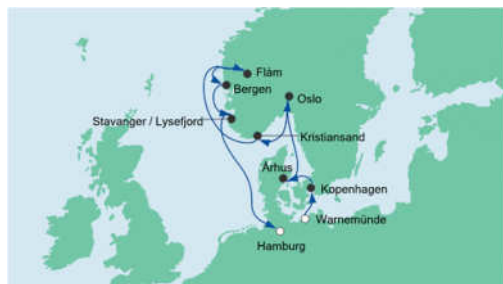 Flåm
Bergen
Oslo
Stavanger / Lysefjord
Kristiansand
Århus
Kopenhagen
Warnemünde
Hamburg